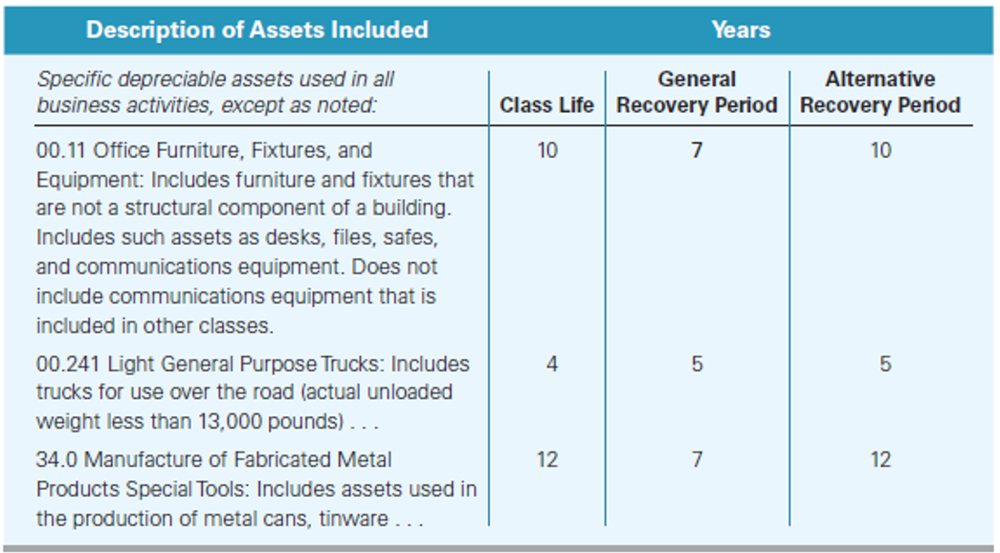 Description of Assets Included Years
Specific depreciable assets used in all
business activities, except as noted:
Class Life
General
Recovery Period
Alternative
Recovery Period
00.11 Office Furniture, Fixtures, and 10 7 10
Equipment: Includes furniture and fixtures that
are not a structural component of a building.
Includes such assets as desks, files, safes,
and communications equipment. Does not
include communications equipment that is
included in other classes.
00.241 Light General Purpose Trucks: Includes 4 5 5
trucks for use over the road (actual unloaded
weight less than 13,000 pounds) . . .
34.0 Manufacture of Fabricated Metal 12 7 12
Products Special Tools: Includes assets used in
the production of metal cans, tinware . . .